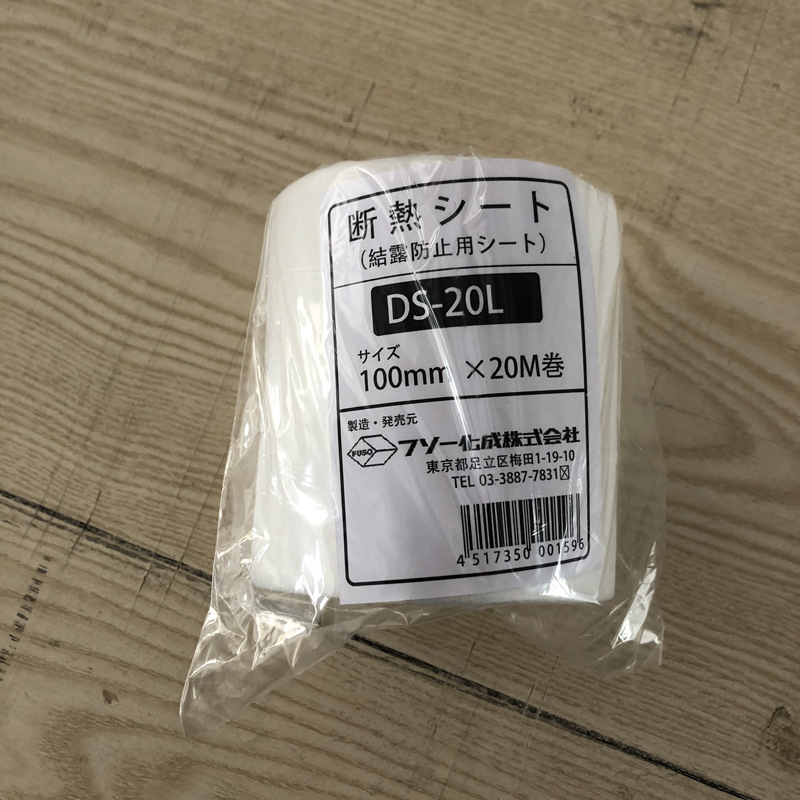 断熱シート
（結露防止用シート）
DS-20L
サイズ
100mm ×20M巻
製造・発売元
FUSO フソー化成株式会社
東京都足立区梅田1-19-10
TEL 03-3887-7831㈹
4 517350 001596